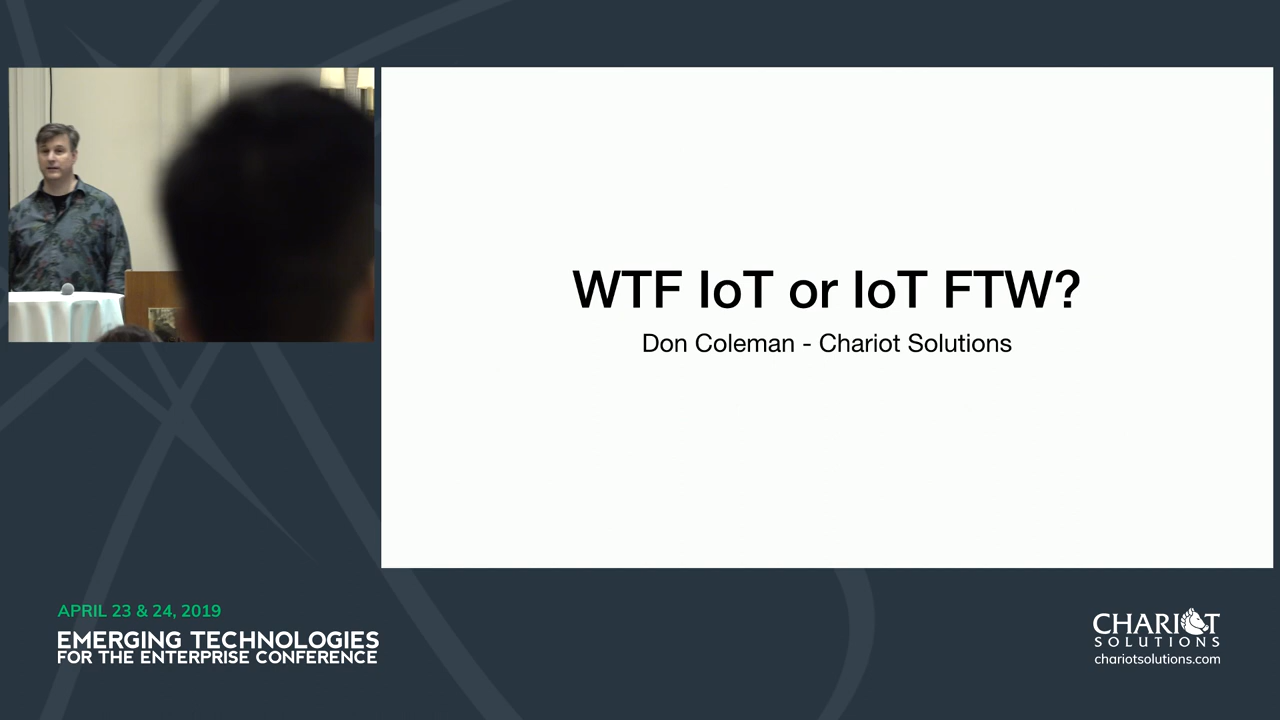 WTF IoT or IoT FTW?
Don Coleman - Chariot Solutions
APRIL 23 & 24, 2019
EMERGING TECHNOLOGIES
FOR THE ENTERPRISE CONFERENCE
CHARIOT
SOLUTIONS
chariotsolutions.com